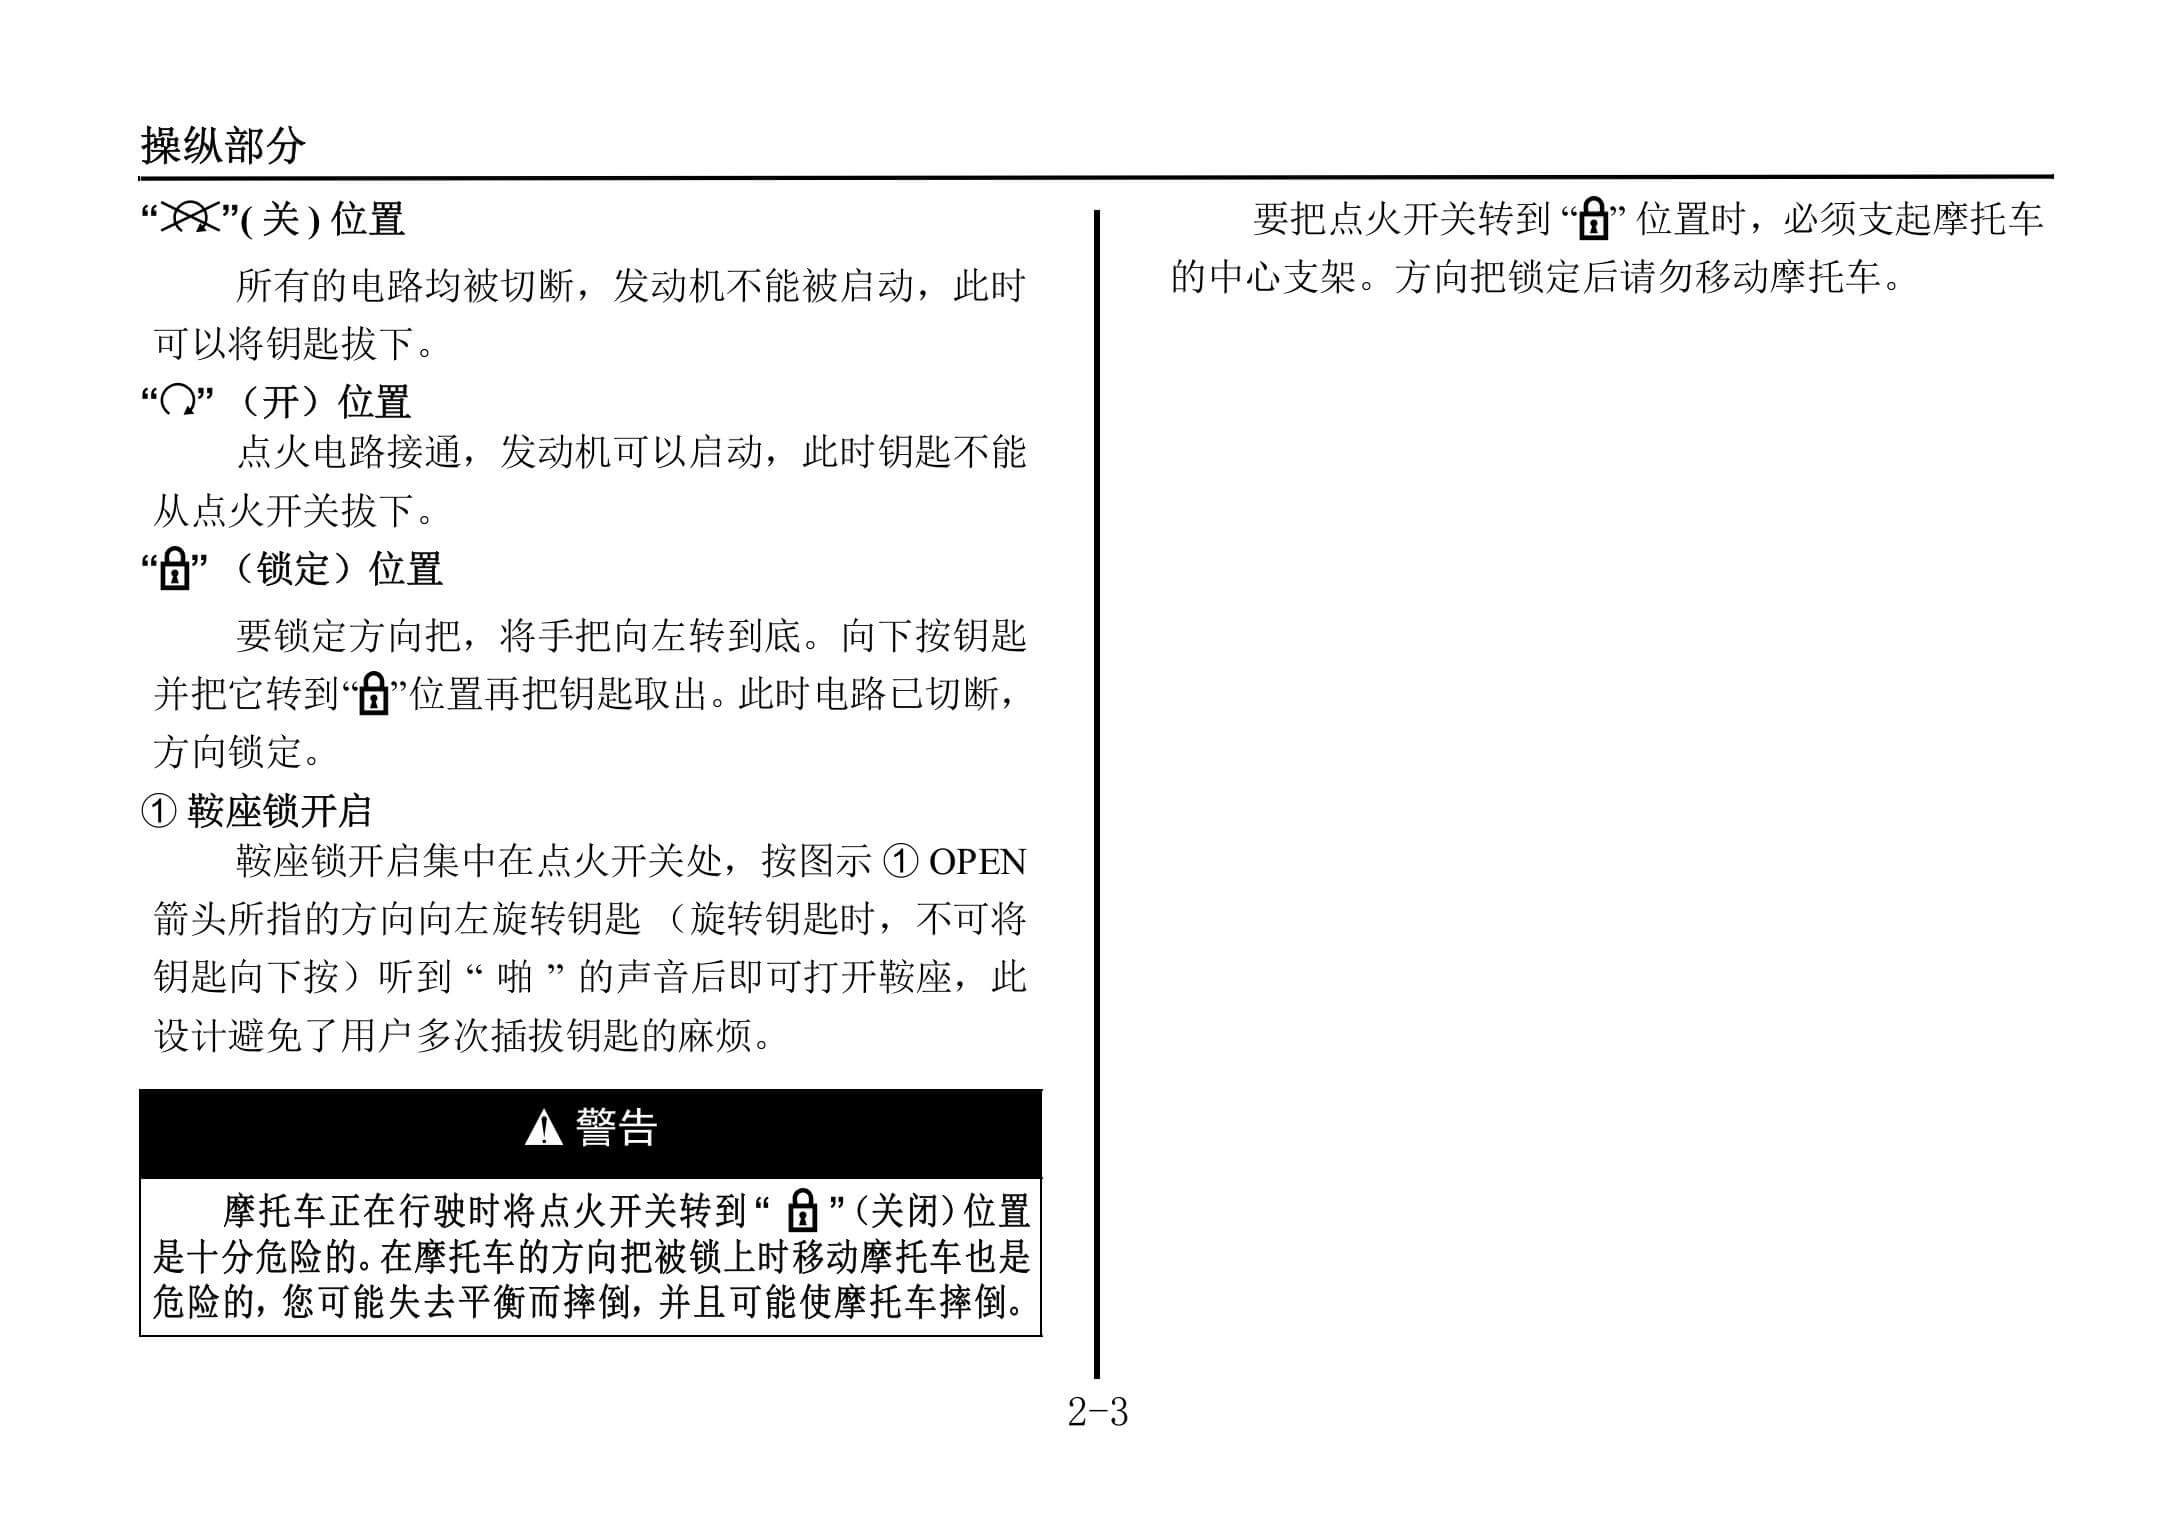 操纵部分
“”( 关 ) 位置
所有的电路均被切断，发动机不能被启动，此时
可以将钥匙拔下。
“”（开）位置
点火电路接通，发动机可以启动，此时钥匙不能
从点火开关拔下。
“”（锁定）位置
要锁定方向把，将手把向左转到底。向下按钥匙
并把它转到“”位置再把钥匙取出。此时电路已切断，
方向锁定。
① 鞍座锁开启
鞍座锁开启集中在点火开关处，按图示 ① OPEN
箭头所指的方向向左旋转钥匙（旋转钥匙时，不可将
钥匙向下按）听到 “ 啪 ” 的声音后即可打开鞍座，此
设计避免了用户多次插拔钥匙的麻烦。
警告
摩托车正在行驶时将点火开关转到“ ”（关闭）位置
是十分危险的。在摩托车的方向把被锁上时移动摩托车也是
危险的，您可能失去平衡而摔倒，并且可能使摩托车摔倒。
要把点火开关转到 “” 位置时，必须支起摩托车
的中心支架。方向把锁定后请勿移动摩托车。
2-3